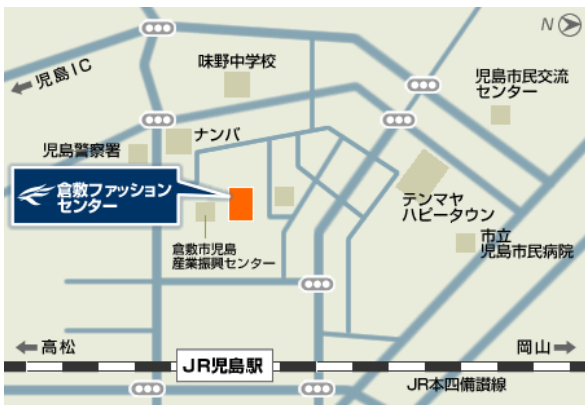 N
児島IC
味野中学校
児島市民交流
センター
ナンバ
児島警察署
倉敷ファッション
センター
テンマヤ
ハピータウン
倉敷市児島
産業振興センター
市立
児島市民病院
高松
岡山
JR児島駅
JR本四備讃線